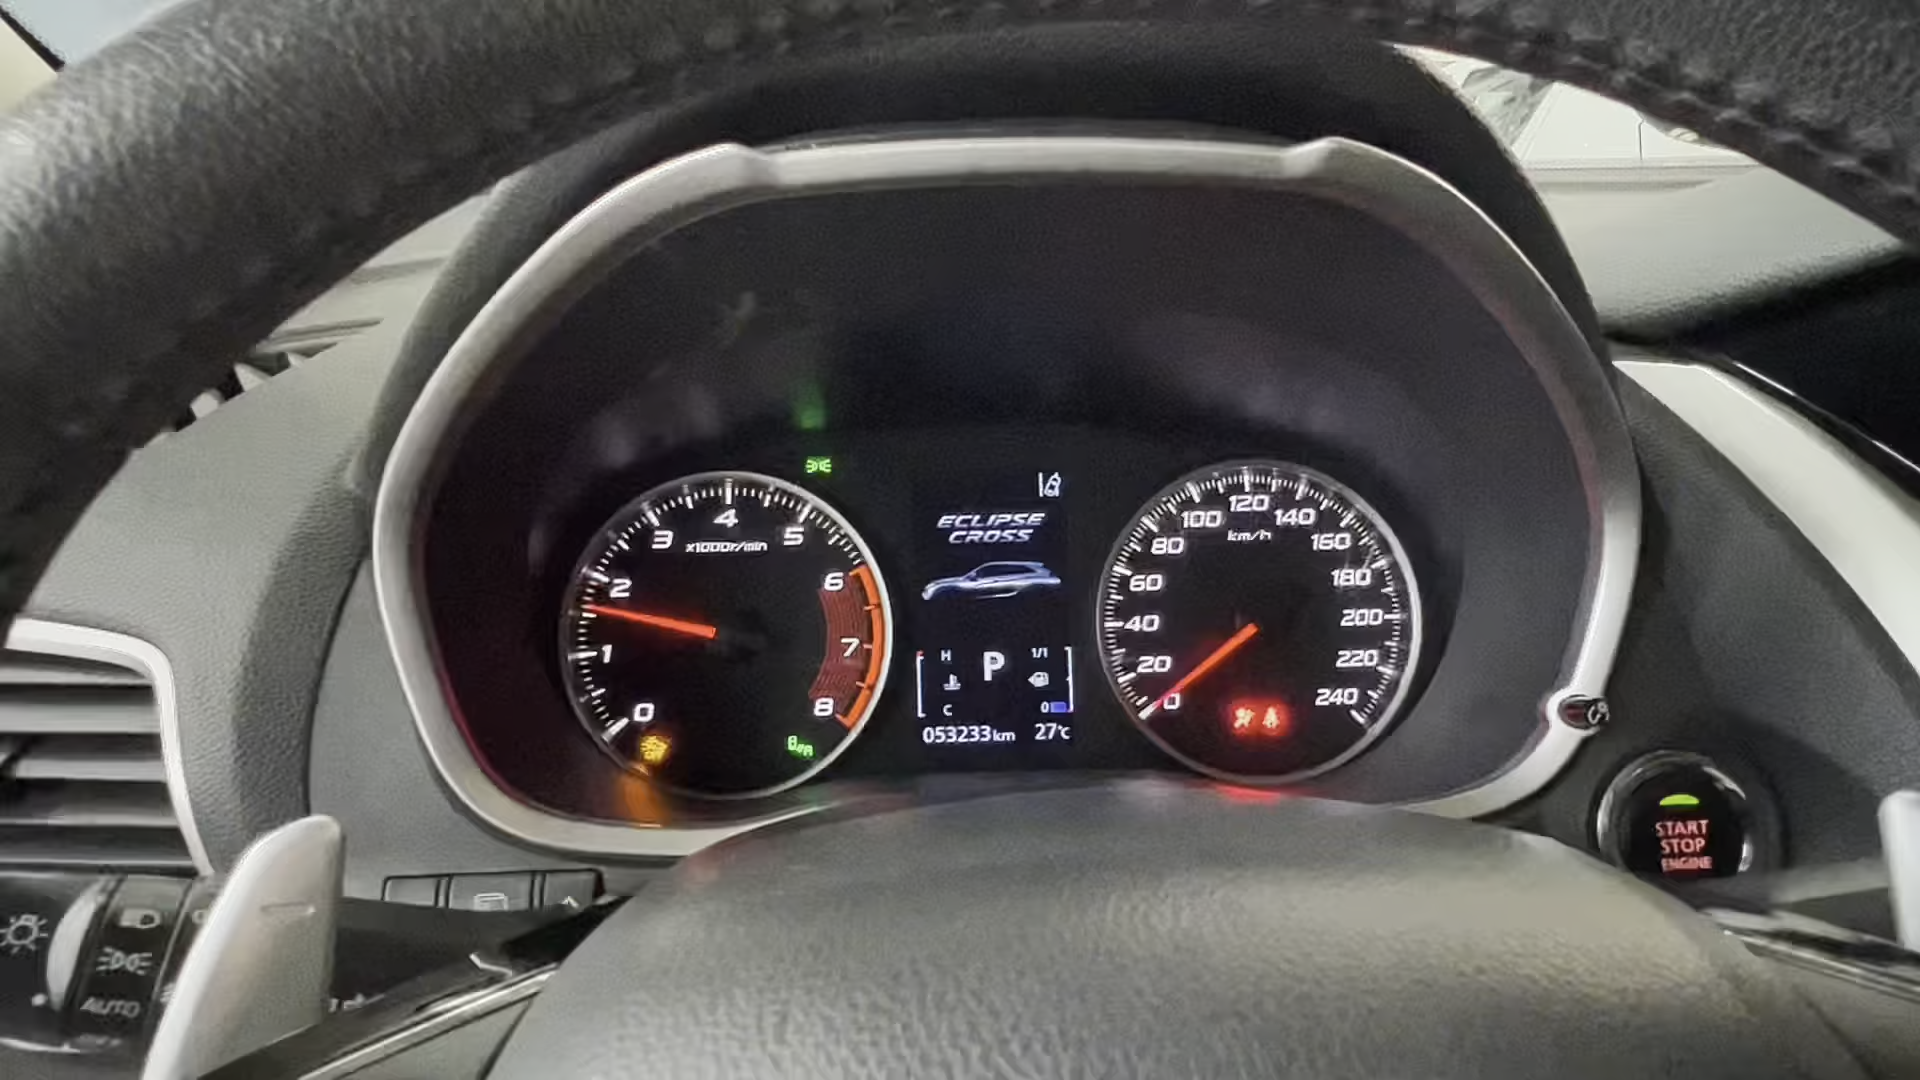 4
3
5
x1000r/min
2
6
1
7
0
8
ECLIPSE
CROSS
H
P
1/1
C
0
053233km
27°C
120
100
140
km/h
80
160
60
180
40
200
20
220
0
240
START
STOP
ENGINE
AUTO